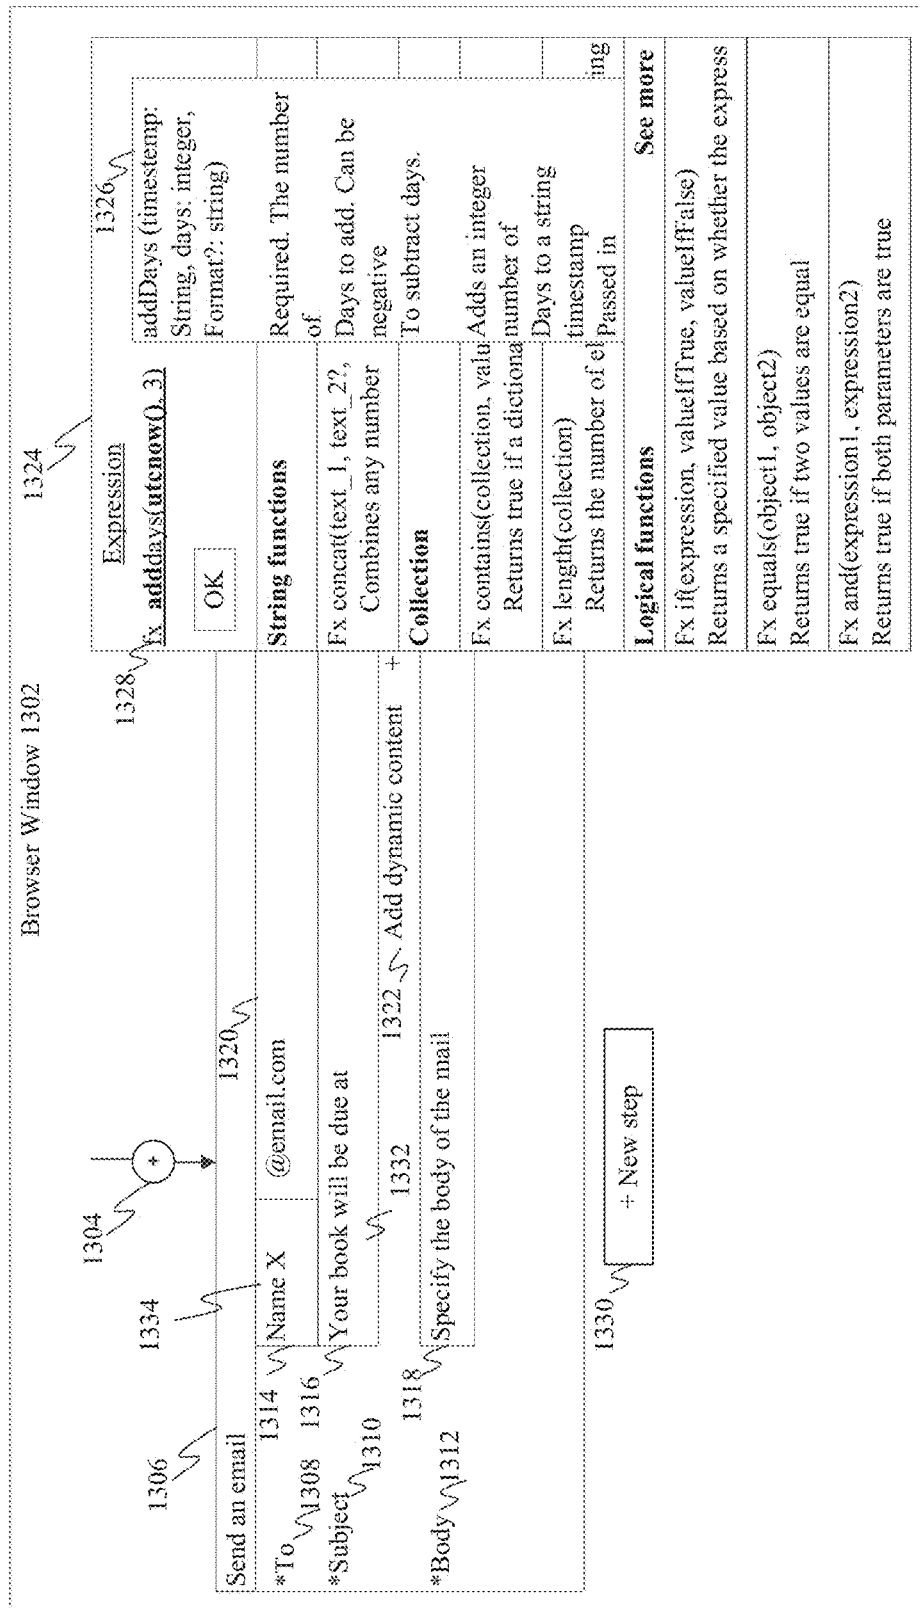 Browser Window 1302
1304
1306
1334
1320
1324
1326
1328
Send an email
*To
1308
1314
Name X
@email.com
*Subject
1310
1316
Your book will be due at
1332
1322
Add dynamic content
+
*Body
1312
1318
Specify the body of the mail
1330
+ New step
Expression
fx adddays(utcnow(), 3)
OK
addDays (timestemp:
String, days: integer,
Format?: string)
Required. The number
of
Days to add. Can be
negative
To subtract days.
Adds an integer
number of
Days to a string
timestamp
Passed in
String functions
Fx concat(text_1, text_2?,
Combines any number
Collection
Fx contains(collection, valu
Returns true if a dictiona
Fx length(collection)
Returns the number of el
ing
Logical functions See more
Fx if(expression, valueIfTrue, valueIfFalse)
Returns a specified value based on whether the express
Fx equals(object1, object2)
Returns true if two values are equal
Fx and(expression1, expression2)
Returns true if both parameters are true